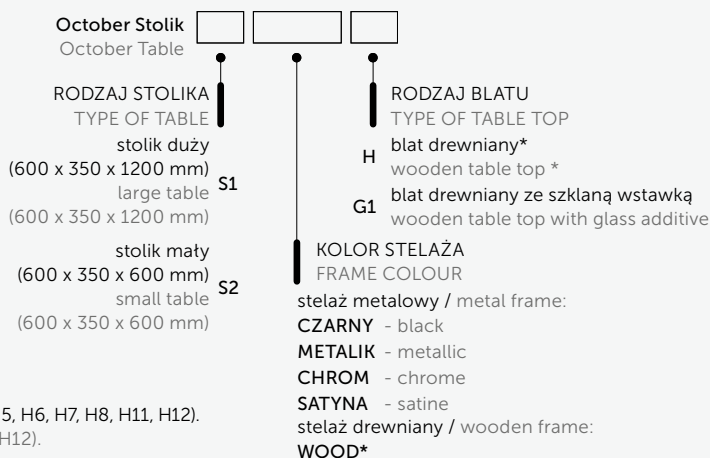 October Stolik
October Table
RODZAJ STOLIKA
TYPE OF TABLE
stolik duży
(600 x 350 x 1200 mm)
large table
(600 x 350 x 1200 mm)
S1
stolik mały
(600 x 350 x 600 mm)
small table
(600 x 350 x 600 mm)
S2
RODZAJ BLATU
TYPE OF TABLE TOP
H
blat drewniany*
wooden table top *
G1
blat drewniany ze szklaną wstawką
wooden table top with glass additive
KOLOR STELAŻA
FRAME COLOUR
stelaż metalowy / metal frame:
CZARNY - black
METALIK - metallic
CHROM - chrome
SATYNA - satine
stelaż drewniany / wooden frame:
WOOD*
5, H6, H7, H8, H11, H12).
H12).